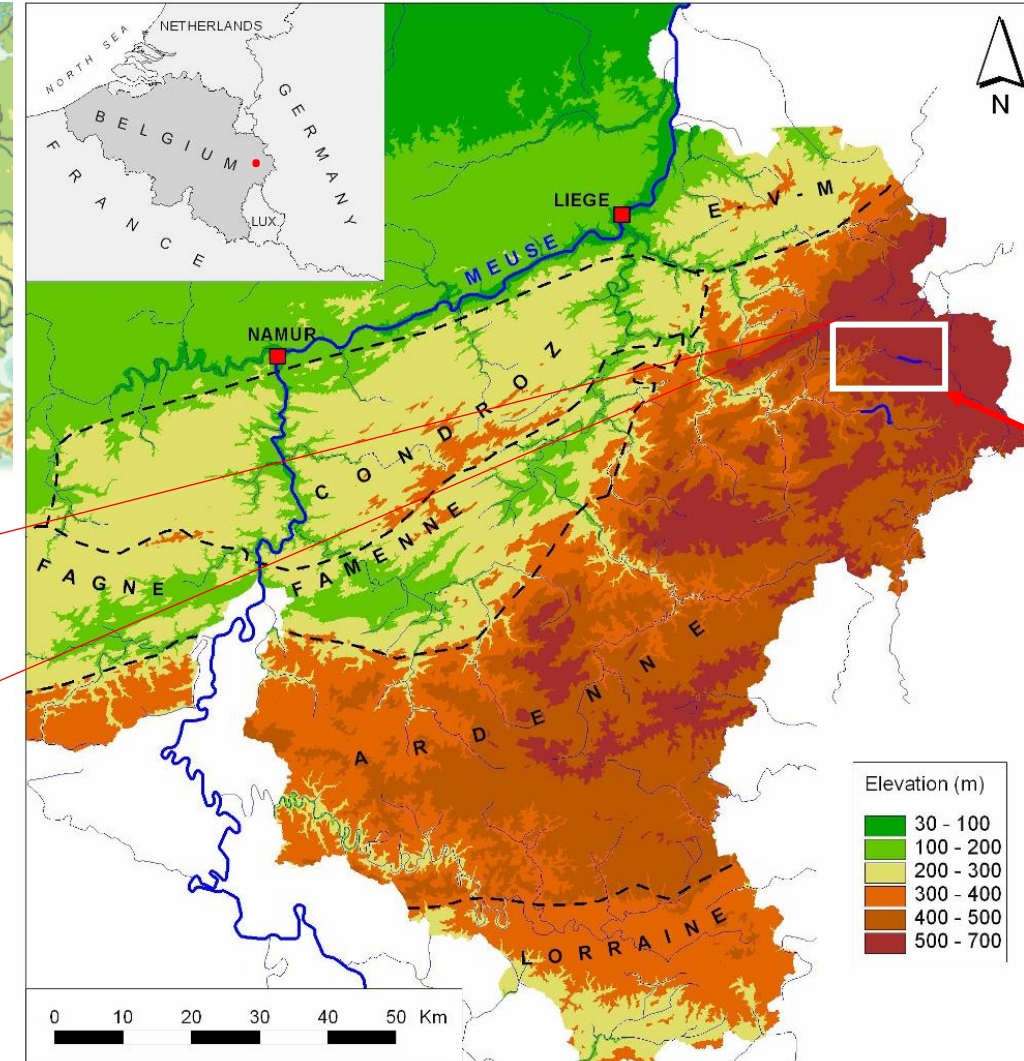 NETHERLANDS
NORTH SEA
GERMANY
BELGIUM
FRANCE
LUX.
N
LIEGE
E - V - M
MEUSE
NAMUR
CONDROZ
FAGNE
FAMENNE
ARDENNE
LORRAINE
Elevation (m)
30 - 100
100 - 200
200 - 300
300 - 400
400 - 500
500 - 700
0 10 20 30 40 50 Km